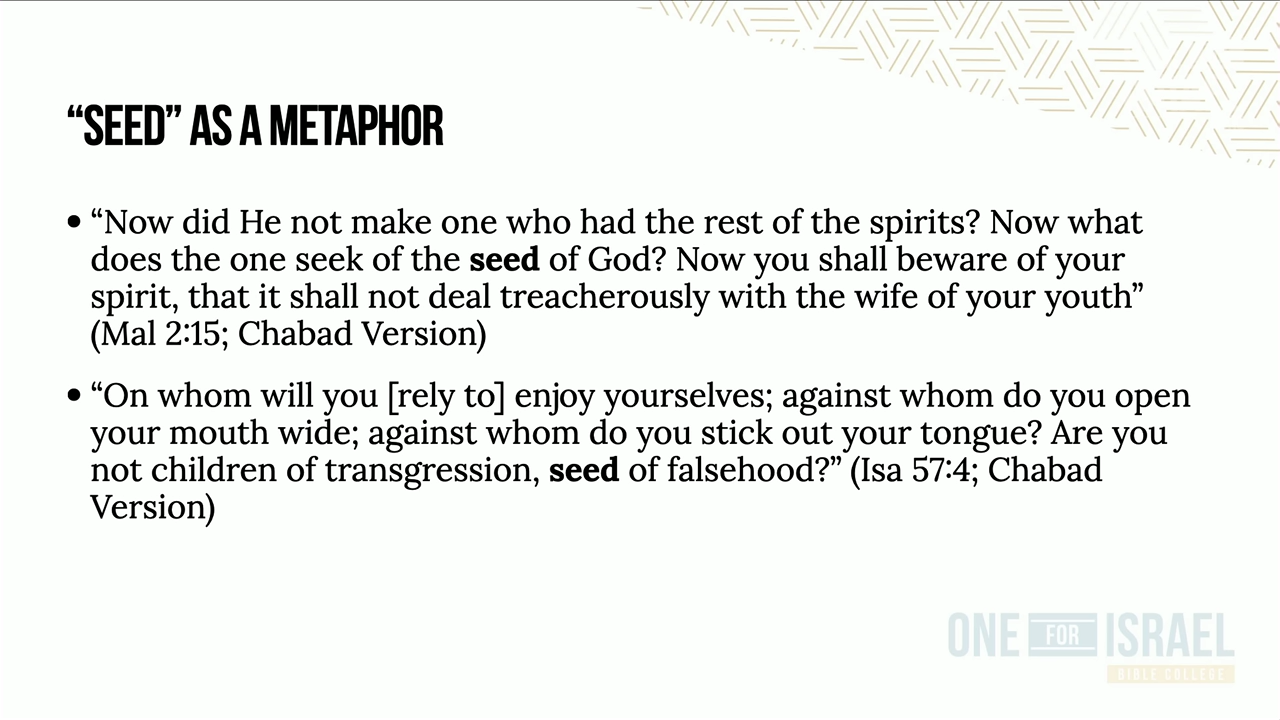 “SEED” AS A METAPHOR
• “Now did He not make one who had the rest of the spirits? Now what
does the one seek of the seed of God? Now you shall beware of your
spirit, that it shall not deal treacherously with the wife of your youth”
(Mal 2:15; Chabad Version)
• “On whom will you [rely to] enjoy yourselves; against whom do you open
your mouth wide; against whom do you stick out your tongue? Are you
not children of transgression, seed of falsehood?” (Isa 57:4; Chabad
Version)
ONE FOR ISRAEL
BIBLE COLLEGE